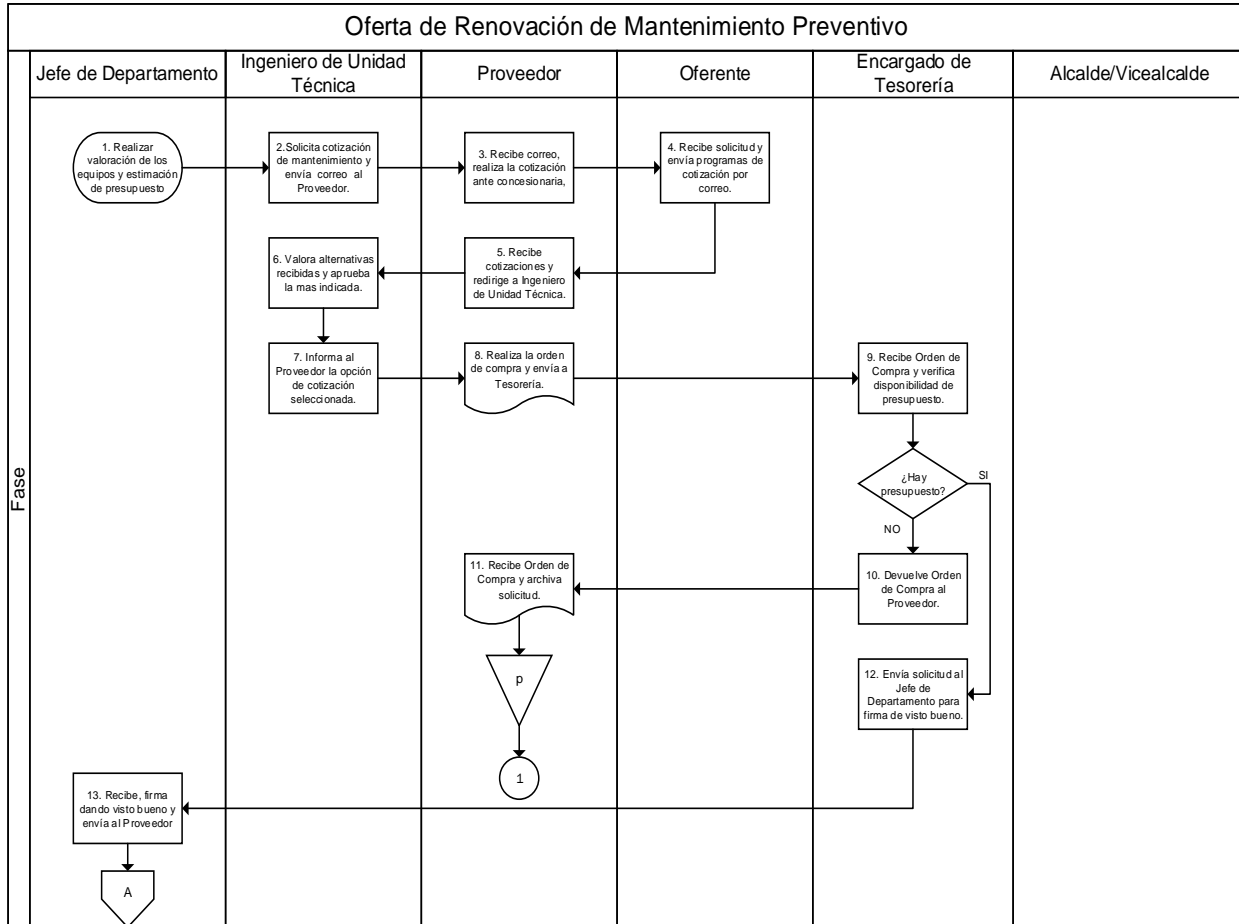 Oferta de Renovación de Mantenimiento Preventivo
Fase
Jefe de Departamento
Ingeniero de Unidad
Técnica
Proveedor
Oferente
Encargado de
Tesorería
Alcalde/Vicealcalde
1. Realizar
valoración de los
equipos y estimación
de presupuesto
2.Solicita cotización
de mantenimiento y
envía correo al
Proveedor.
3. Recibe correo,
realiza la cotización
ante concesionaria,
4. Recibe solicitud y
envía programas de
cotización por
correo.
5. Recibe
cotizaciones y
redirige a Ingeniero
de Unidad Técnica.
6. Valora alternativas
recibidas y aprueba
la mas indicada.
7. Informa al
Proveedor la opción
de cotización
seleccionada.
8. Realiza la orden
de compra y envía a
Tesorería.
9. Recibe Orden de
Compra y verifica
disponibilidad de
presupuesto.
¿Hay
presupuesto?
SI
NO
10. Devuelve Orden
de Compra al
Proveedor.
11. Recibe Orden de
Compra y archiva
solicitud.
p
1
12. Envía solicitud al
Jefe de
Departamento para
firma de visto bueno.
13. Recibe, firma
dando visto bueno y
envía al Proveedor
A